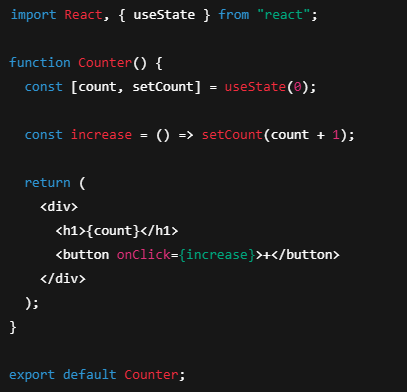 import React, { useState } from "react";

function Counter() {
  const [count, setCount] = useState(0);

  const increase = () => setCount(count + 1);

  return (
    <div>
      <h1>{count}</h1>
      <button onClick={increase}>+</button>
    </div>
  );
}

export default Counter;